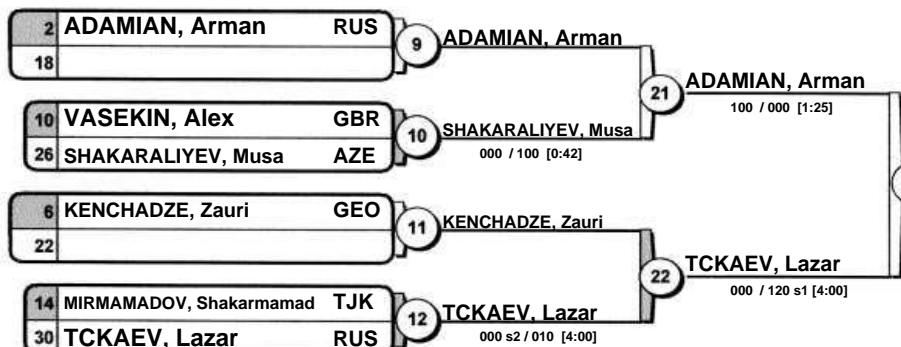 2 ADAMIAN, Arman RUS
18
9
ADAMIAN, Arman
21
ADAMIAN, Arman
100 / 000 [1:25]
10 VASEKIN, Alex GBR
26 SHAKARALIYEV, Musa AZE
10
SHAKARALIYEV, Musa
000 / 100 [0:42]
6 KENCHADZE, Zauri GEO
22
11
KENCHADZE, Zauri
22
TCKAEV, Lazar
000 / 120 s1 [4:00]
14 MIRMAMADOV, Shakarmamad TJK
30 TCKAEV, Lazar RUS
12
TCKAEV, Lazar
000 s2 / 010 [4:00]